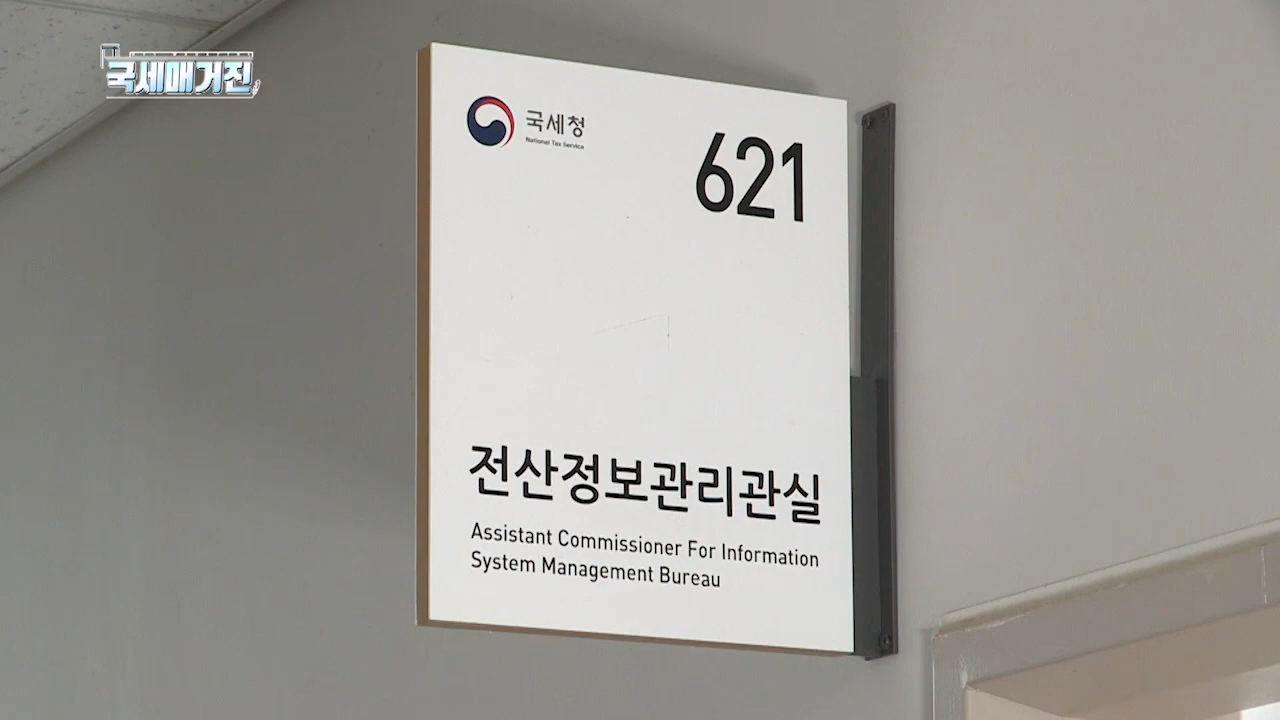 국세매거진
국세청
National Tax Service
621
전산정보관리관실
Assistant Commissioner For Information
System Management Bureau